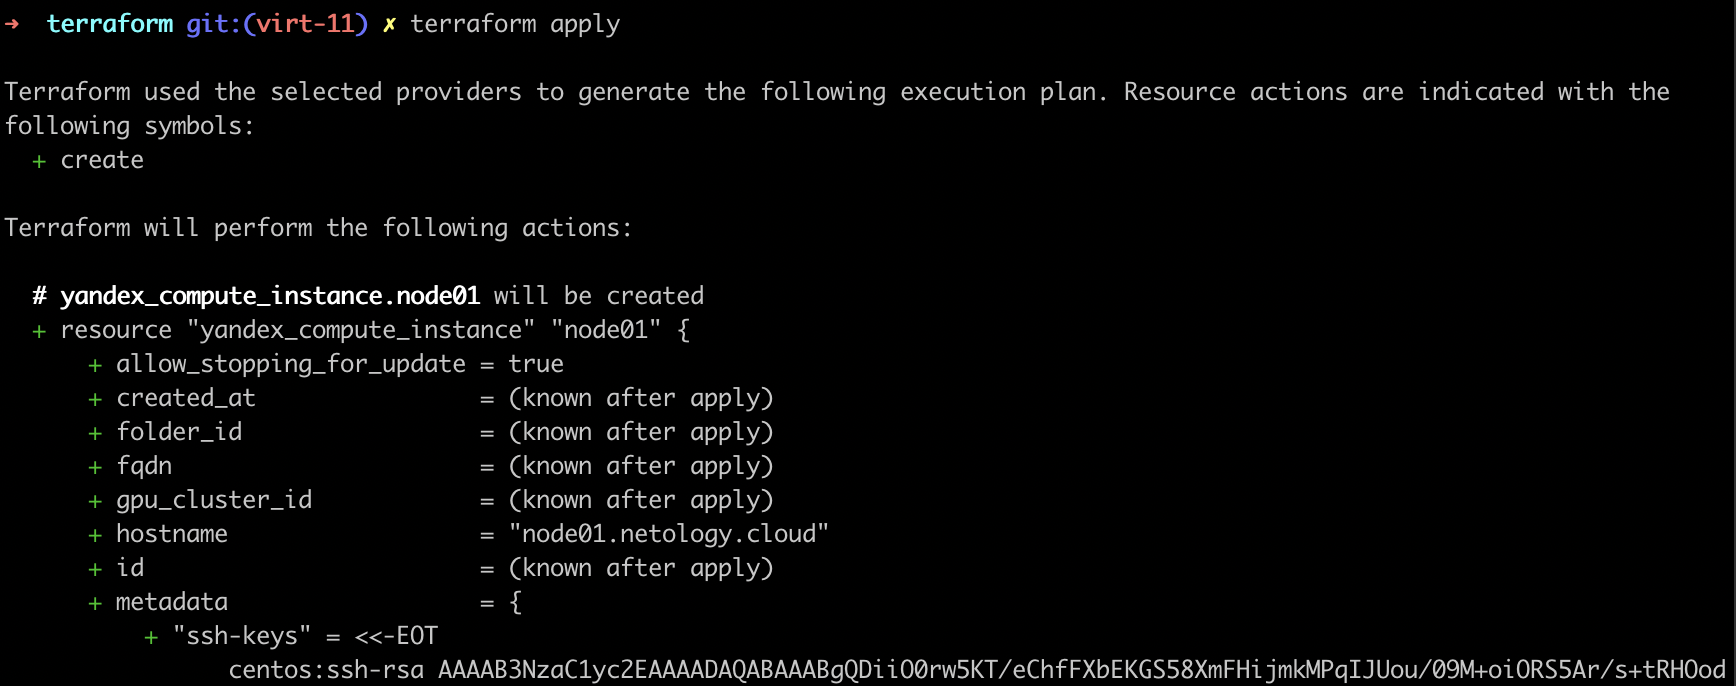 → terraform git:(virt-11) ✗ terraform apply
Terraform used the selected providers to generate the following execution plan. Resource actions are indicated with the
following symbols:
+ create
Terraform will perform the following actions:
# yandex_compute_instance.node01 will be created
+ resource "yandex_compute_instance" "node01" {
+ allow_stopping_for_update = true
+ created_at = (known after apply)
+ folder_id = (known after apply)
+ fqdn = (known after apply)
+ gpu_cluster_id = (known after apply)
+ hostname = "node01.netology.cloud"
+ id = (known after apply)
+ metadata = {
+ "ssh-keys" = <<-EOT
centos:ssh-rsa AAAAB3NzaC1yc2EAAAADAQABAAABgQDiiO0rw5KT/eChfFXbEKGS58XmFHijmkMPqIJUou/09M+oiORS5Ar/s+tRHOod